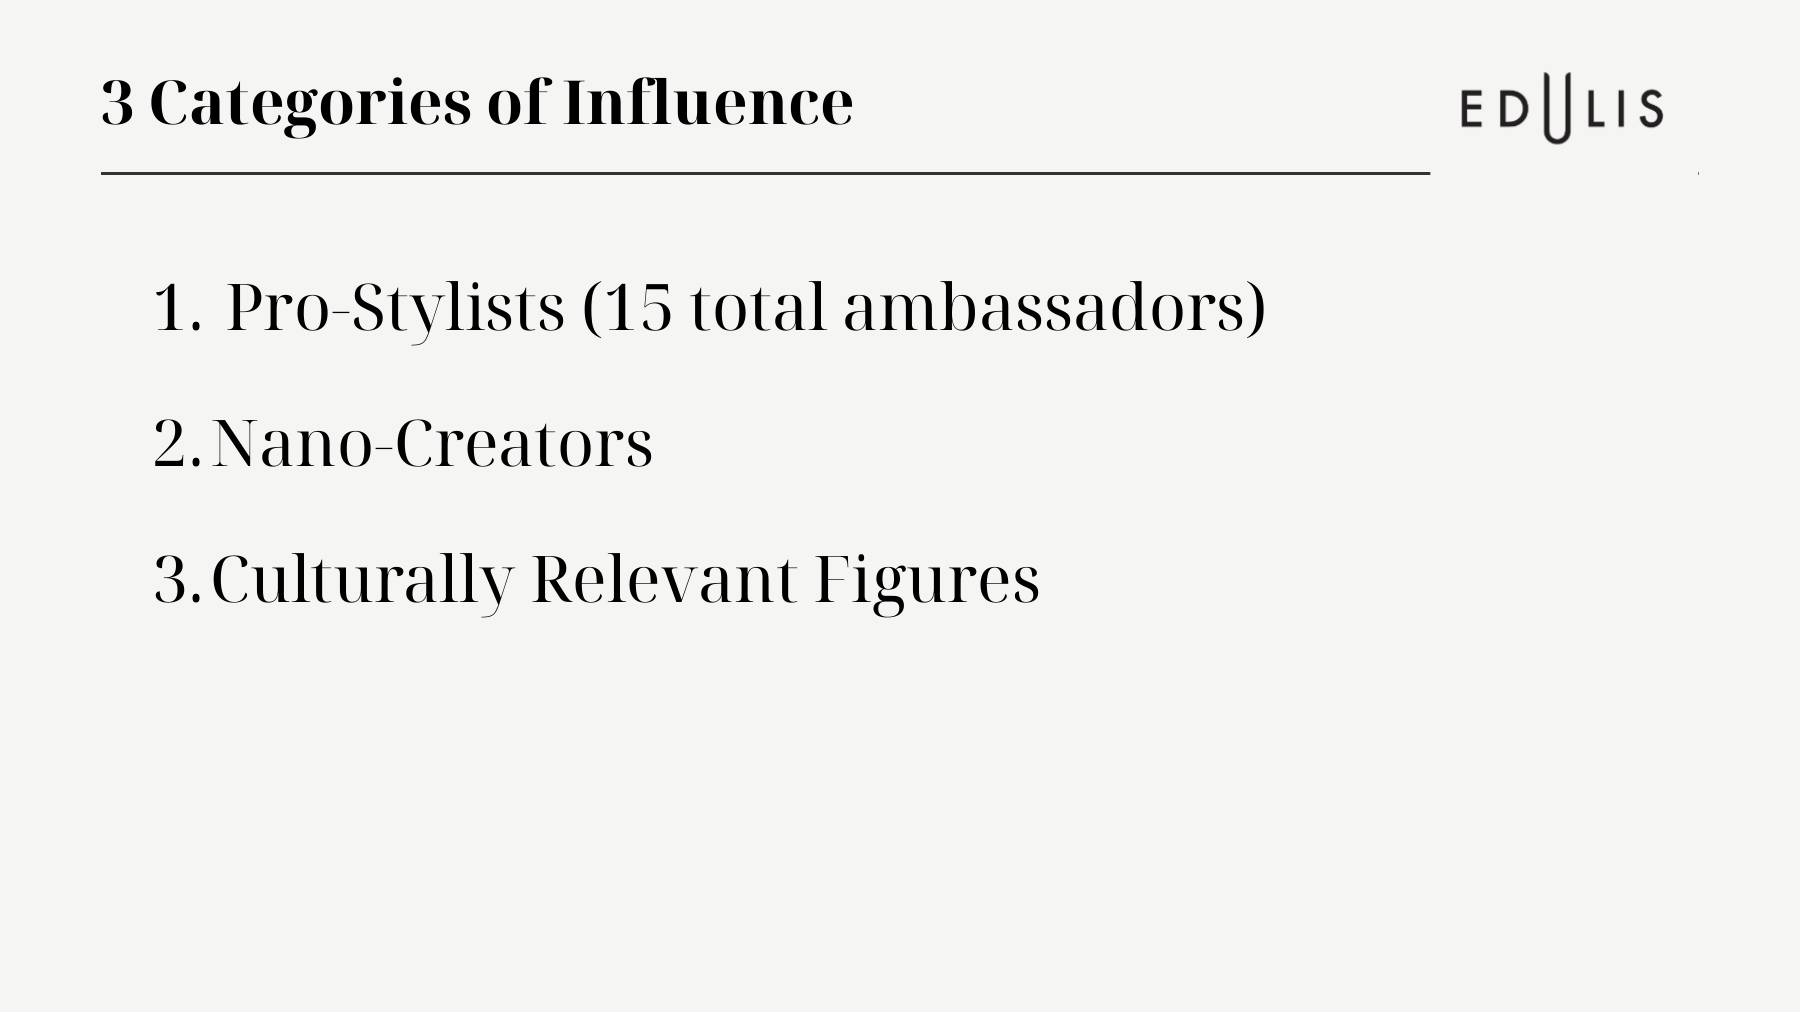 3 Categories of Influence
EDULIS
1. Pro-Stylists (15 total ambassadors)
2. Nano-Creators
3. Culturally Relevant Figures